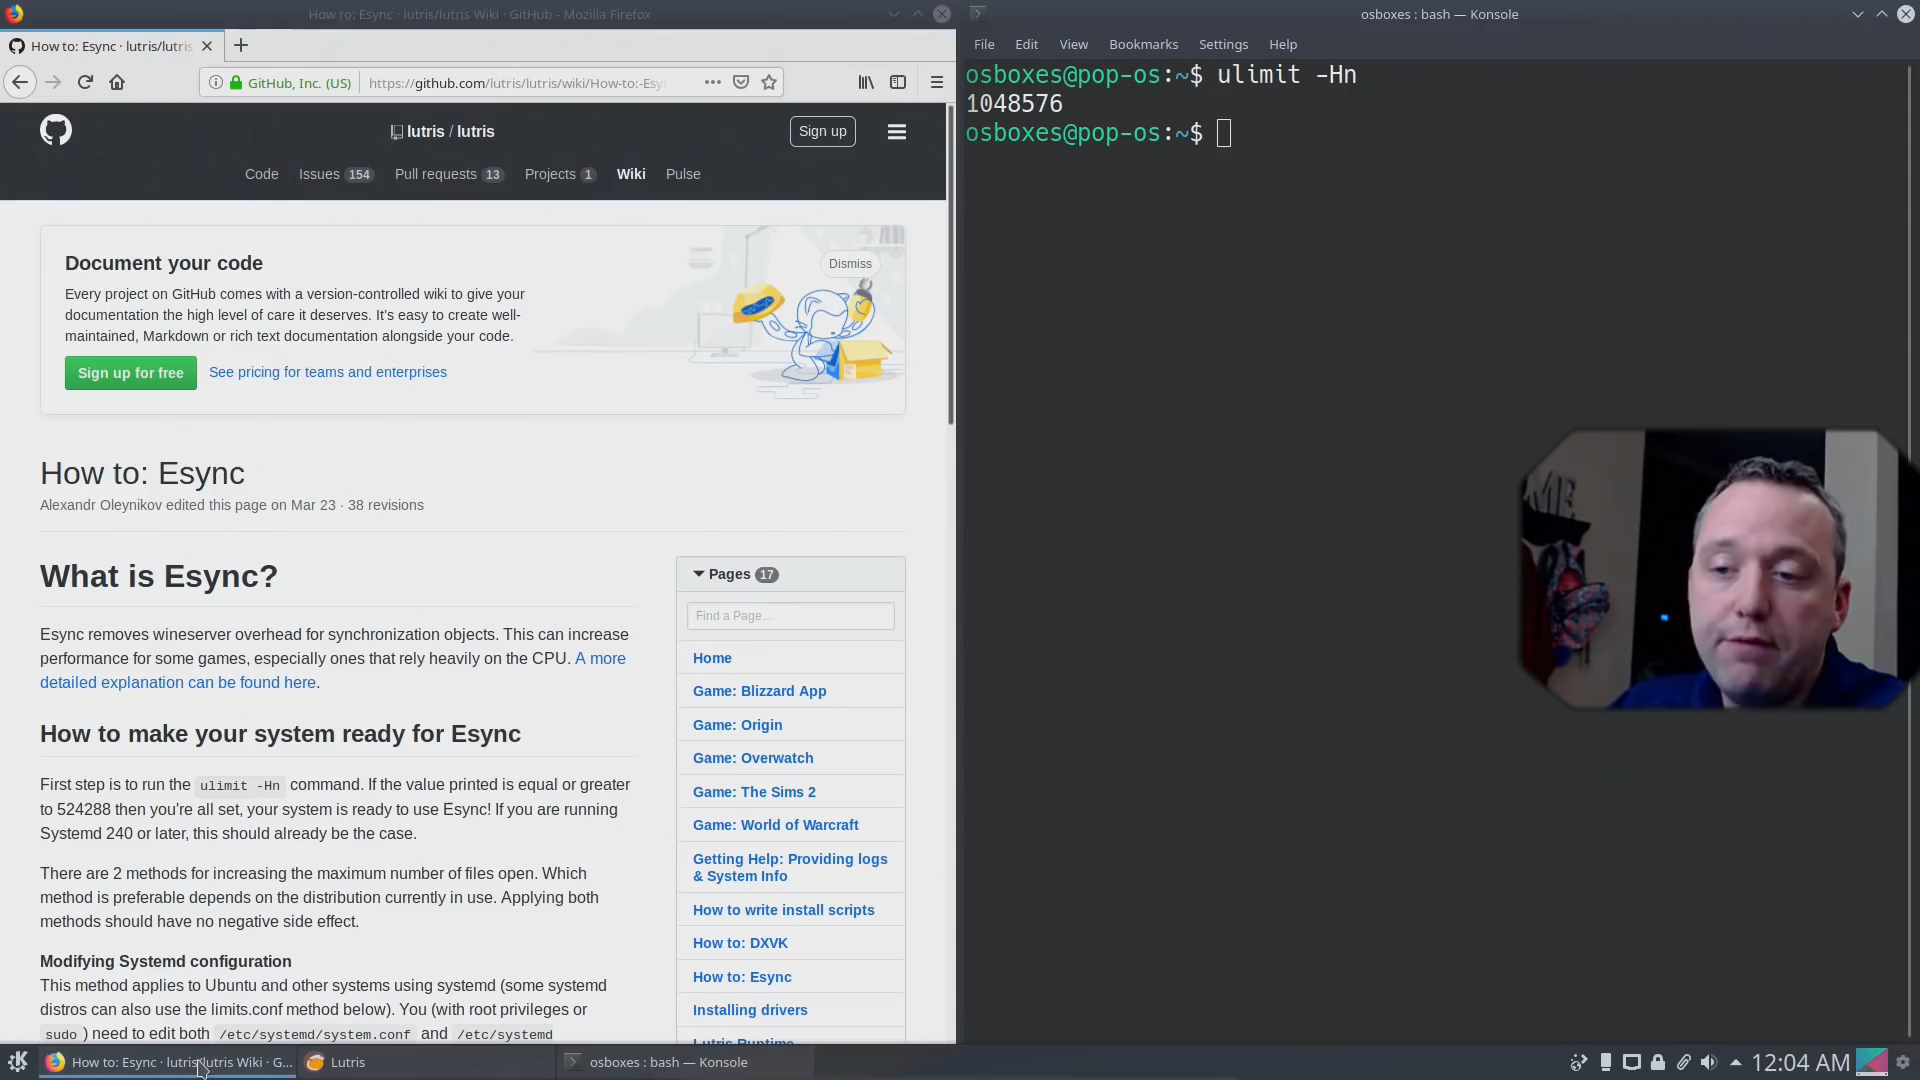 How to: Esync · lutris/lutris Wiki · GitHub - Mozilla Firefox
How to: Esync · lutris/lutris
GitHub, Inc. (US)
https://github.com/lutris/lutris/wiki/How-to:-Esy
lutris / lutris
Sign up
Code
Issues 154
Pull requests 13
Projects 1
Wiki
Pulse
Document your code
Dismiss
Every project on GitHub comes with a version-controlled wiki to give your
documentation the high level of care it deserves. It's easy to create well-
maintained, Markdown or rich text documentation alongside your code.
Sign up for free
See pricing for teams and enterprises
How to: Esync
Alexandr Oleynikov edited this page on Mar 23 · 38 revisions
What is Esync?
Esync removes wineserver overhead for synchronization objects. This can increase
performance for some games, especially ones that rely heavily on the CPU. A more
detailed explanation can be found here.
How to make your system ready for Esync
First step is to run the ulimit -Hn command. If the value printed is equal or greater
to 524288 then you're all set, your system is ready to use Esync! If you are running
Systemd 240 or later, this should already be the case.
There are 2 methods for increasing the maximum number of files open. Which
method is preferable depends on the distribution currently in use. Applying both
methods should have no negative side effect.
Modifying Systemd configuration
This method applies to Ubuntu and other systems using systemd (some systemd
distros can also use the limits.conf method below). You (with root privileges or
sudo ) need to edit both /etc/systemd/system.conf and /etc/systemd
Pages 17
Find a Page…
Home
Game: Blizzard App
Game: Origin
Game: Overwatch
Game: The Sims 2
Game: World of Warcraft
Getting Help: Providing logs
& System Info
How to write install scripts
How to: DXVK
How to: Esync
Installing drivers
Lutris Runtime
osboxes : bash — Konsole
File
Edit
View
Bookmarks
Settings
Help
osboxes@pop-os:~$ ulimit -Hn
1048576
osboxes@pop-os:~$
ME
How to: Esync · lutris/lutris Wiki · G...
Lutris
osboxes : bash — Konsole
12:04 AM